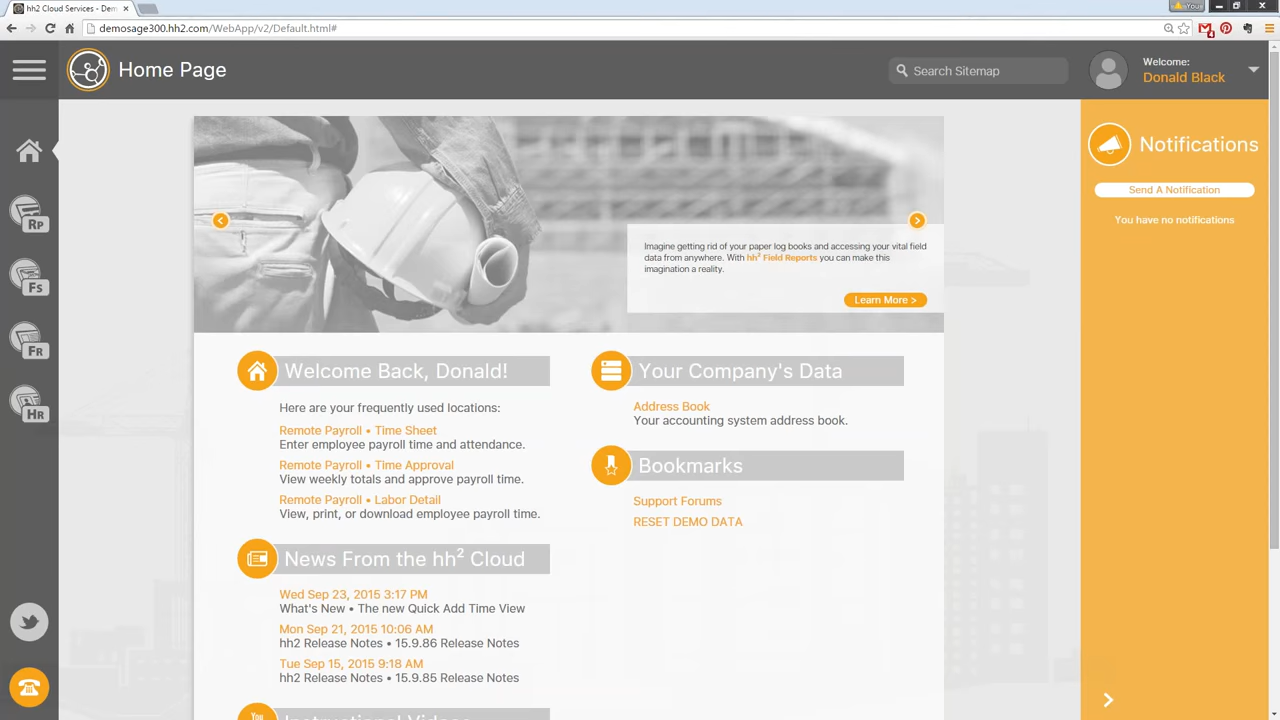 hh2 Cloud Services - Dem
demosage300.hh2.com/WebApp/v2/Default.html#
4
Home Page
Search Sitemap
Welcome:
Donald Black
Rp
Fs
Fr
Hr
Imagine getting rid of your paper log books and accessing your vital field
data from anywhere. With hh² Field Reports you can make this
imagination a reality.
Learn More >
Notifications
Send A Notification
You have no notifications
Welcome Back, Donald!
Here are your frequently used locations:
Remote Payroll • Time Sheet
Enter employee payroll time and attendance.
Remote Payroll • Time Approval
View weekly totals and approve payroll time.
Remote Payroll • Labor Detail
View, print, or download employee payroll time.
Your Company's Data
Address Book
Your accounting system address book.
Bookmarks
Support Forums
RESET DEMO DATA
News From the hh² Cloud
Wed Sep 23, 2015 3:17 PM
What's New • The new Quick Add Time View
Mon Sep 21, 2015 10:06 AM
hh2 Release Notes • 15.9.86 Release Notes
Tue Sep 15, 2015 9:18 AM
hh2 Release Notes • 15.9.85 Release Notes
You
Instructional Videos